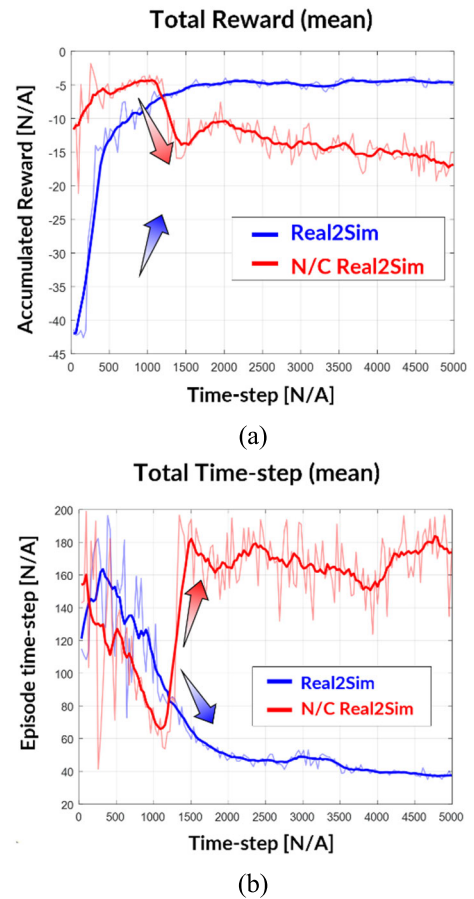 Total Reward (mean)
0
-5
-10
-15
-20
-25
-30
-35
-40
-45
Accumulated Reward [N/A]
Real2Sim
N/C Real2Sim
0 500 1000 1500 2000 2500 3000 3500 4000 4500 5000
Time-step [N/A]
(a)
Total Time-step (mean)
200
180
160
140
120
100
80
60
40
20
Episode time-step [N/A]
Real2Sim
N/C Real2Sim
0 500 1000 1500 2000 2500 3000 3500 4000 4500 5000
Time-step [N/A]
(b)